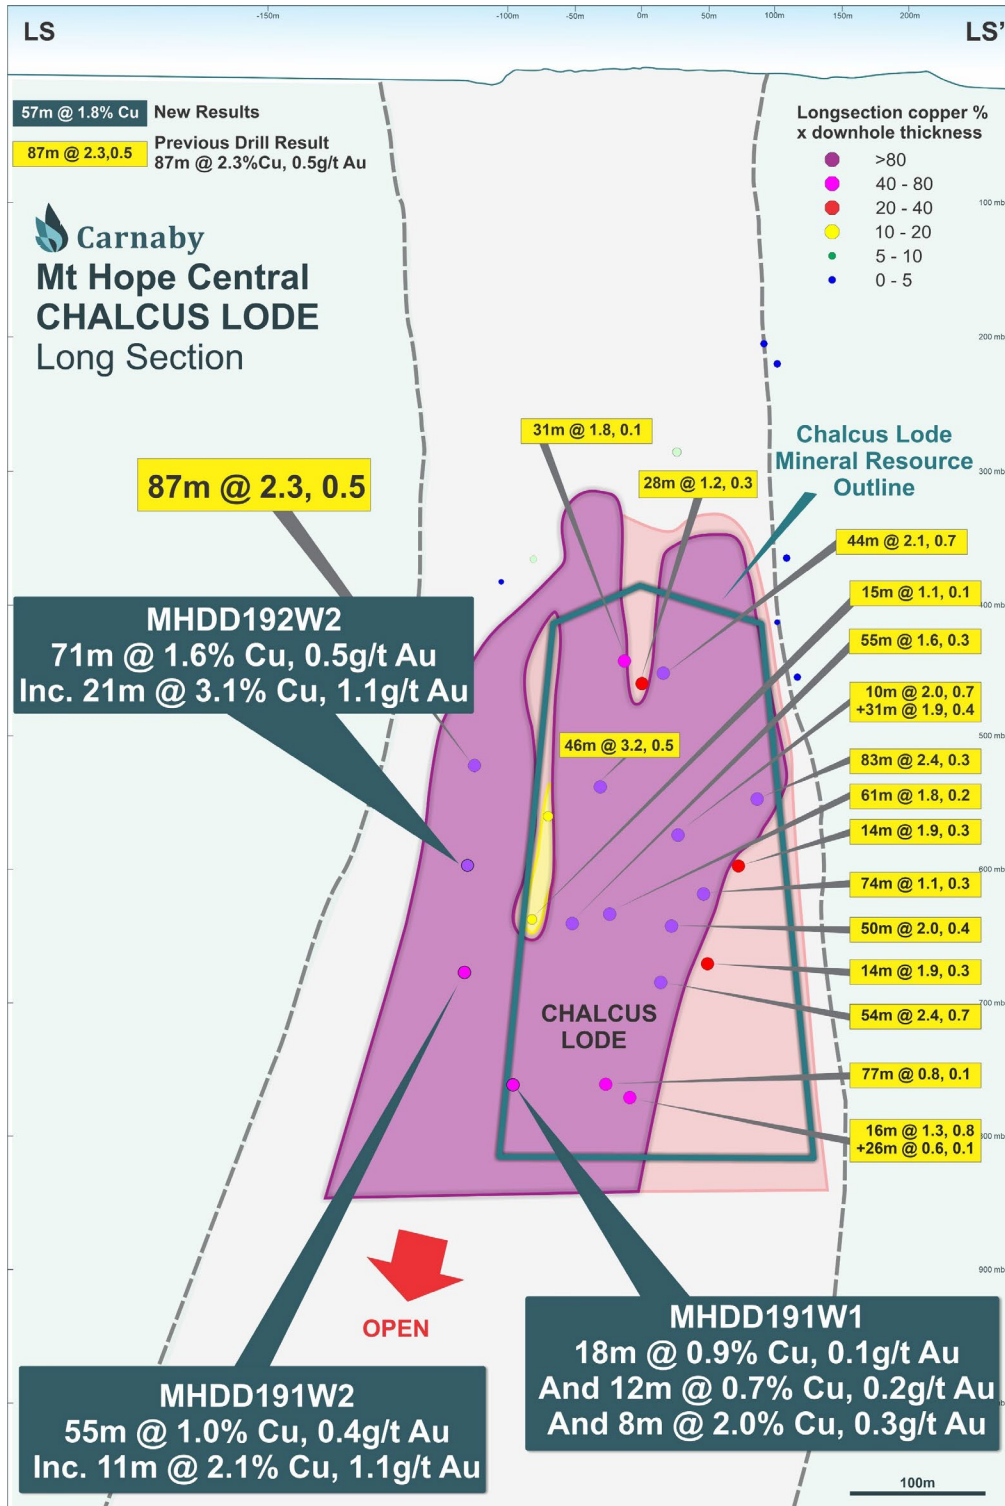 -150m
-100m
-50m
0m
50m
100m
150m
200m
LS
LS'
57m @ 1.8% Cu
New Results
87m @ 2.3,0.5
Previous Drill Result
87m @ 2.3%Cu, 0.5g/t Au
Longsection copper %
x downhole thickness
>80
40 - 80
20 - 40
10 - 20
5 - 10
0 - 5
Carnaby
Mt Hope Central
CHALCUS LODE
Long Section
100 mb
200 mb
300 mb
400 mb
500 mb
600 mb
700 mb
900 mb
31m @ 1.8, 0.1
28m @ 1.2, 0.3
Chalcus Lode
Mineral Resource
Outline
87m @ 2.3, 0.5
44m @ 2.1, 0.7
15m @ 1.1, 0.1
55m @ 1.6, 0.3
10m @ 2.0, 0.7
+31m @ 1.9, 0.4
MHDD192W2
71m @ 1.6% Cu, 0.5g/t Au
Inc. 21m @ 3.1% Cu, 1.1g/t Au
46m @ 3.2, 0.5
83m @ 2.4, 0.3
61m @ 1.8, 0.2
14m @ 1.9, 0.3
74m @ 1.1, 0.3
50m @ 2.0, 0.4
14m @ 1.9, 0.3
54m @ 2.4, 0.7
CHALCUS
LODE
77m @ 0.8, 0.1
16m @ 1.3, 0.8
+26m @ 0.6, 0.1
OPEN
MHDD191W1
18m @ 0.9% Cu, 0.1g/t Au
And 12m @ 0.7% Cu, 0.2g/t Au
And 8m @ 2.0% Cu, 0.3g/t Au
MHDD191W2
55m @ 1.0% Cu, 0.4g/t Au
Inc. 11m @ 2.1% Cu, 1.1g/t Au
100m